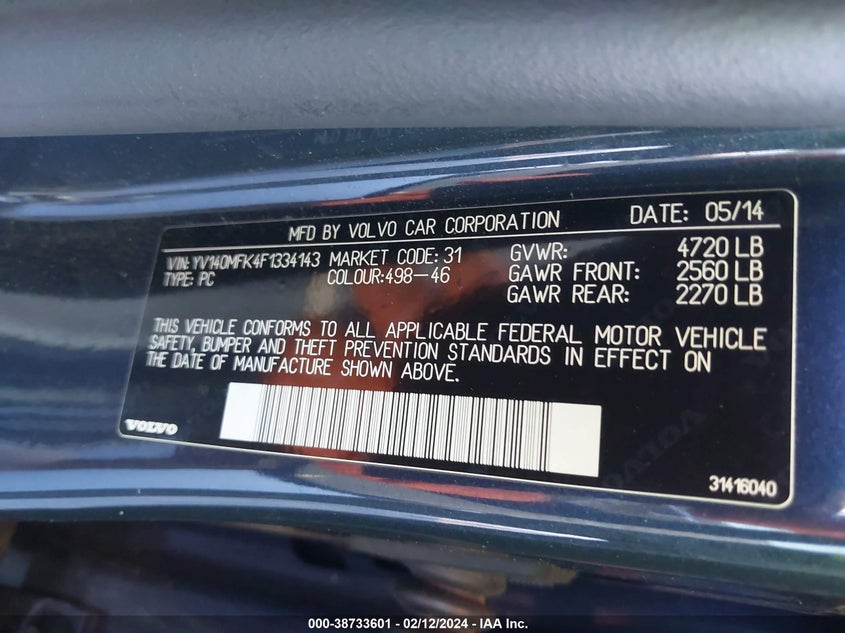 MFD BY VOLVO CAR CORPORATION DATE: 05/14
VIN: YV140MFK4F1334143 MARKET CODE: 31 GVWR: 4720 LB
TYPE: PC COLOUR:498-46 GAWR FRONT: 2560 LB
GAWR REAR: 2270 LB
THIS VEHICLE CONFORMS TO ALL APPLICABLE FEDERAL MOTOR VEHICLE
SAFETY, BUMPER AND THEFT PREVENTION STANDARDS IN EFFECT ON
THE DATE OF MANUFACTURE SHOWN ABOVE.
VOLVO
31416040
000-38733601 / 02/12/2024 - IAA Inc.